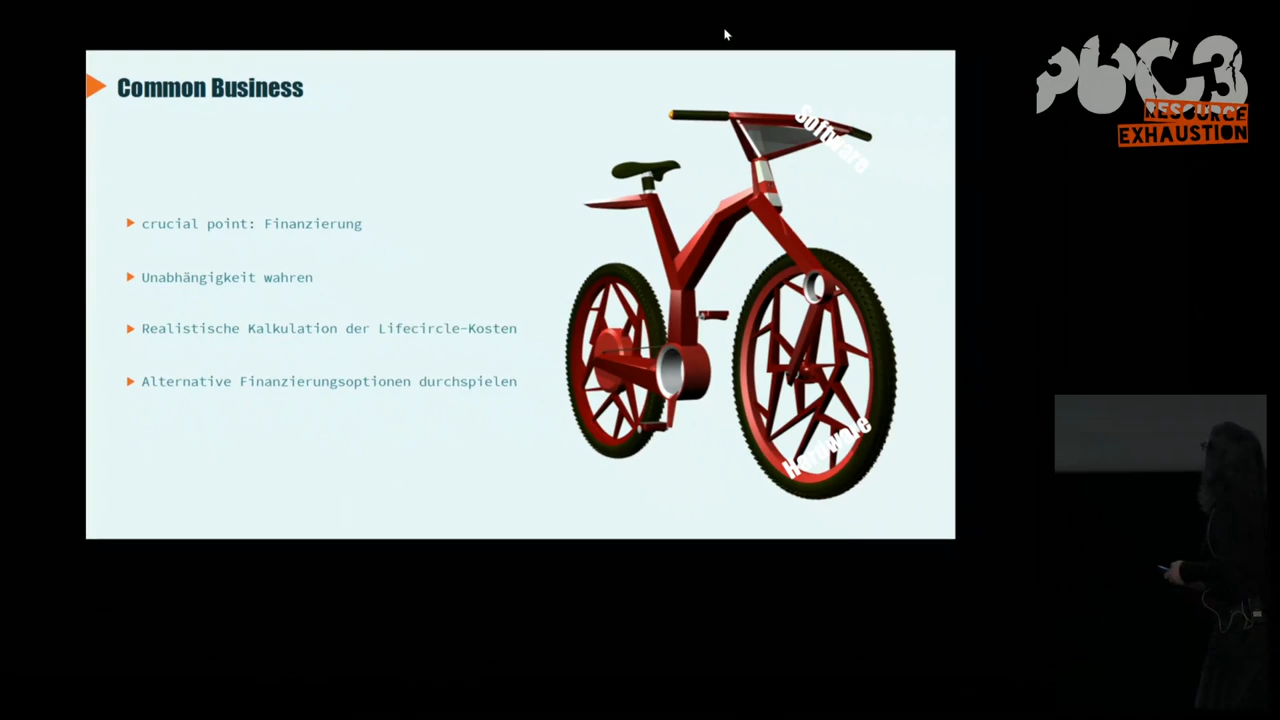 Common Business
crucial point: Finanzierung
Unabhängigkeit wahren
Realistische Kalkulation der Lifecircle-Kosten
Alternative Finanzierungsoptionen durchspielen
Software
Hardware
36C3
RESOURCE
EXHAUSTION